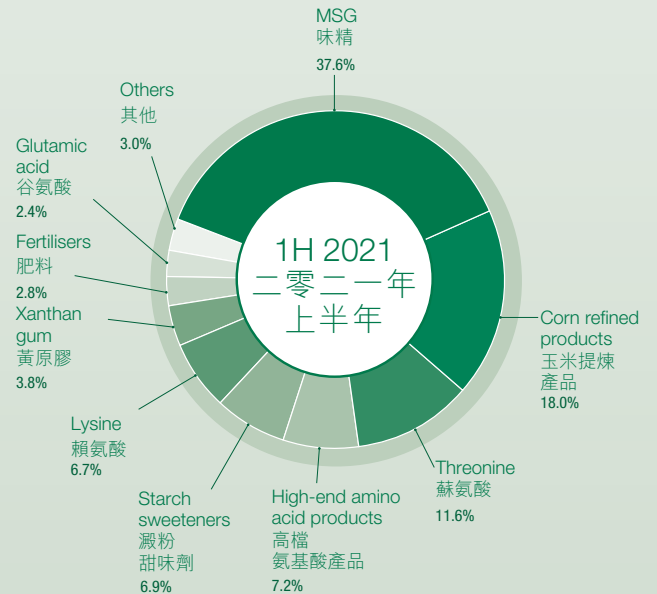 MSG
味精
37.6%
Others
其他
3.0%
Glutamic
acid
谷氨酸
2.4%
Fertilisers
肥料
2.8%
Xanthan
gum
黃原膠
3.8%
Lysine
賴氨酸
6.7%
Starch
sweeteners
澱粉
甜味劑
6.9%
High-end amino
acid products
高檔
氨基酸產品
7.2%
Threonine
蘇氨酸
11.6%
Corn refined
products
玉米提煉
產品
18.0%
1H 2021
二零二一年
上半年